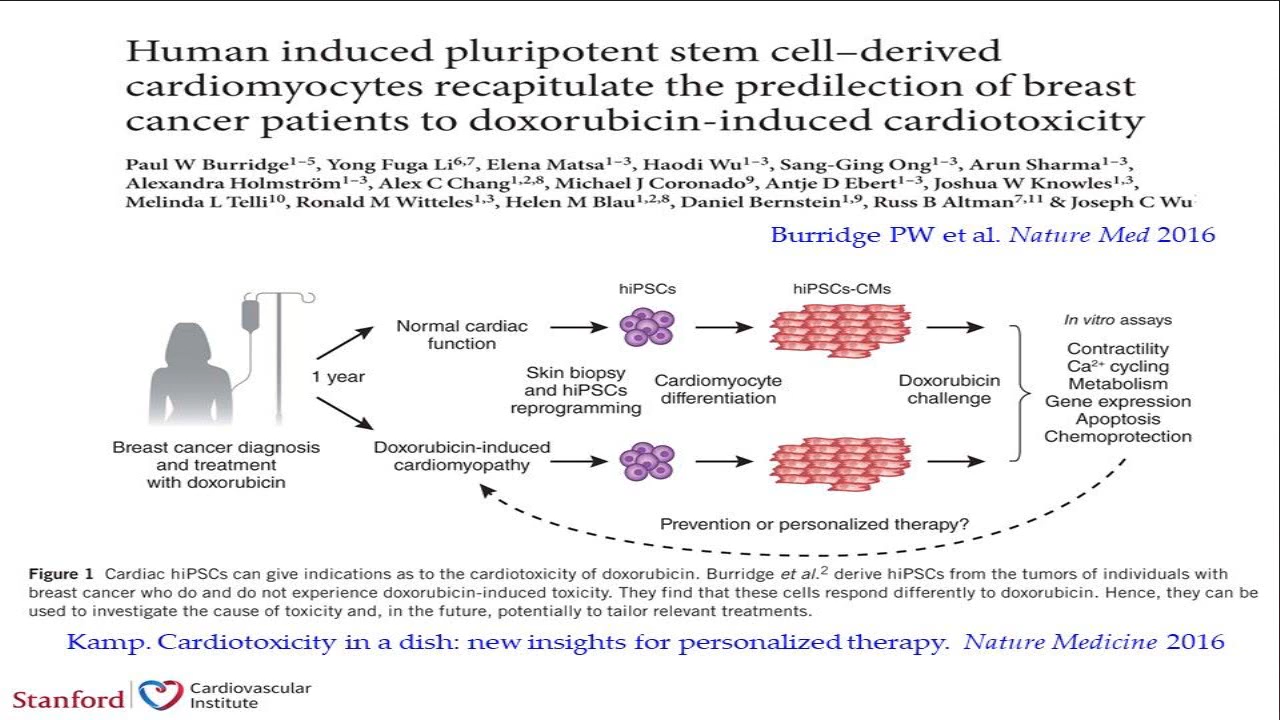 Human induced pluripotent stem cell–derived
cardiomyocytes recapitulate the predilection of breast
cancer patients to doxorubicin-induced cardiotoxicity
Paul W Burridge1–5, Yong Fuga Li6,7, Elena Matsa1–3, Haodi Wu1–3, Sang-Ging Ong1–3, Arun Sharma1–3,
Alexandra Holmström1–3, Alex C Chang1,2,8, Michael J Coronado9, Antje D Ebert1–3, Joshua W Knowles1,3,
Melinda L Telli10, Ronald M Witteles1,3, Helen M Blau1,2,8, Daniel Bernstein1,9, Russ B Altman7,11 & Joseph C Wu
Burridge PW et al. Nature Med 2016
hiPSCs
hiPSCs-CMs
Normal cardiac
function
1 year
Skin biopsy
and hiPSCs
reprogramming
Cardiomyocyte
differentiation
Doxorubicin
challenge
In vitro assays
Contractility
Ca2+ cycling
Metabolism
Gene expression
Apoptosis
Chemoprotection
Breast cancer diagnosis
and treatment
with doxorubicin
Doxorubicin-induced
cardiomyopathy
Prevention or personalized therapy?
Figure 1 Cardiac hiPSCs can give indications as to the cardiotoxicity of doxorubicin. Burridge et al.2 derive hiPSCs from the tumors of individuals with
breast cancer who do and do not experience doxorubicin-induced toxicity. They find that these cells respond differently to doxorubicin. Hence, they can be
used to investigate the cause of toxicity and, in the future, potentially to tailor relevant treatments.
Kamp. Cardiotoxicity in a dish: new insights for personalized therapy. Nature Medicine 2016
Stanford
Cardiovascular
Institute